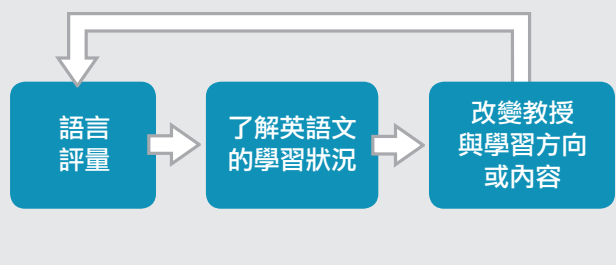 語言
評量
了解英語文
的學習狀況
改變教授
與學習方向
或內容